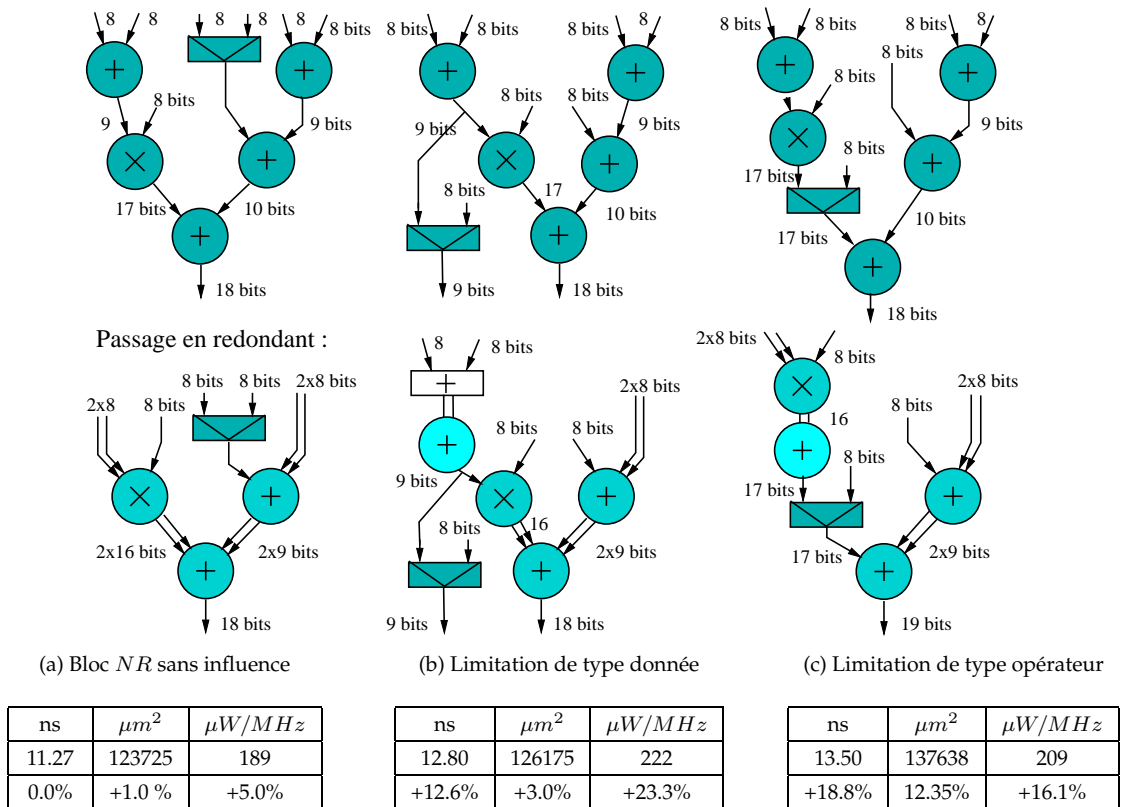 8 8 8 8 8 8 bits
8 bits 8 8 bits
8 bits 8
8 bits 8 bits 8 bits 8
+ + + + + +
8 bits
9 8 bits 9 bits
8 bits 8 bits
9 bits 9 bits
8 bits 9 bits
× + × + × +
8 bits
17 bits
8 bits 17
17 bits 10 bits 10 bits 10 bits
17 bits
+ + +
18 bits 9 bits 18 bits 18 bits
Passage en redondant :
8 8 bits 2x8 bits 8 bits
8 bits 8 bits 2x8 bits
+ 2x8 bits × 2x8 bits
2x8 8 bits
8 bits 8 bits 8 bits
16
+ +
9 bits 8 bits
17 bits
× + × + +
8 bits 16
2x16 bits 2x9 bits 2x9 bits 17 bits 2x9 bits
+ + +
18 bits 9 bits 18 bits 19 bits
(a) Bloc NR sans influence
(b) Limitation de type donnée
(c) Limitation de type opérateur
ns μm² μW/MHz
11.27 123725 189
0.0% +1.0 % +5.0%
ns μm² μW/MHz
12.80 126175 222
+12.6% +3.0% +23.3%
ns μm² μW/MHz
13.50 137638 209
+18.8% 12.35% +16.1%